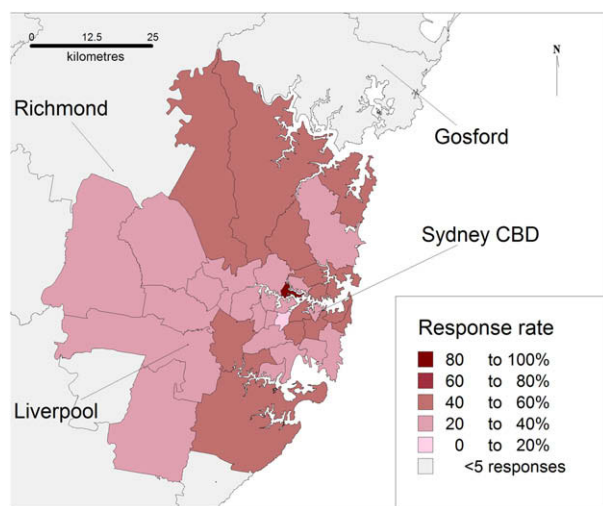 0 12.5 25
kilometres
N
Richmond
Gosford
Sydney CBD
Liverpool
Response rate
80 to 100%
60 to 80%
40 to 60%
20 to 40%
0 to 20%
<5 responses